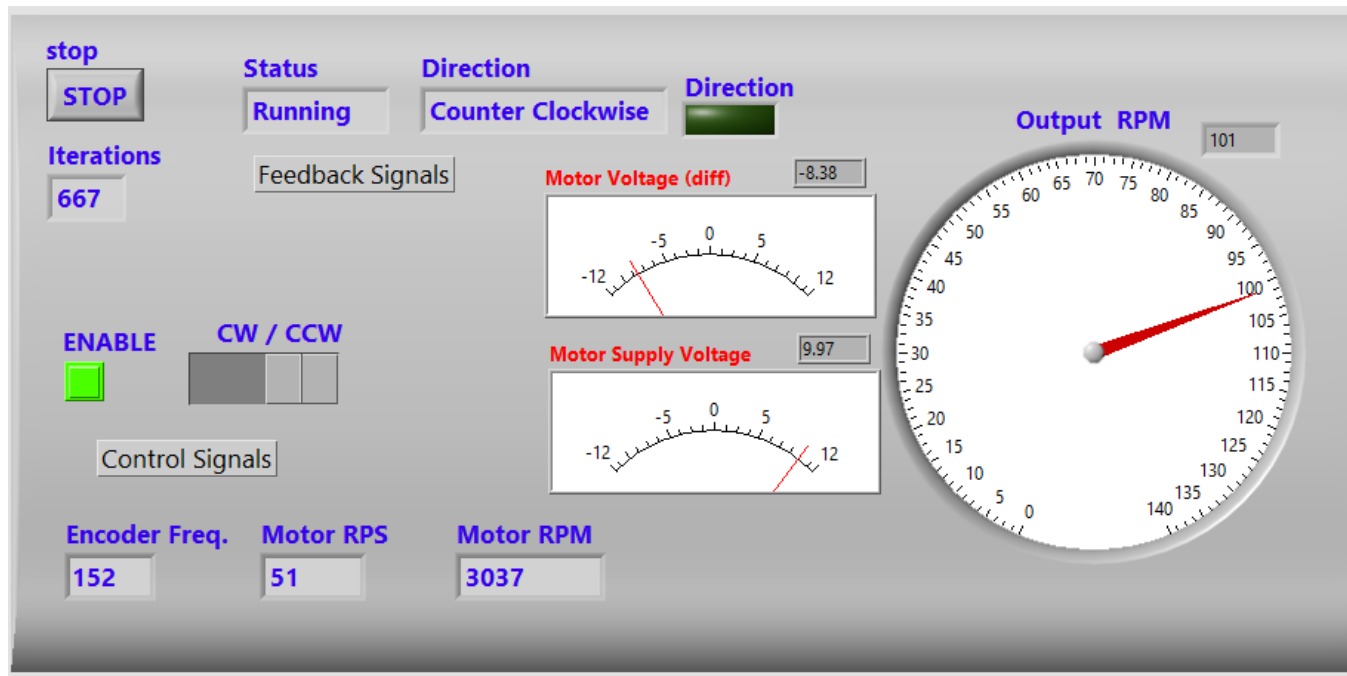 stop
STOP
Status
Running
Direction
Counter Clockwise
Direction
Iterations
667
Feedback Signals
Motor Voltage (diff)
-8.38
-12
-5
0
5
12
Motor Supply Voltage
9.97
-12
-5
0
5
12
ENABLE
CW / CCW
Control Signals
Encoder Freq.
152
Motor RPS
51
Motor RPM
3037
Output RPM
101
0
5
10
15
20
25
30
35
40
45
50
55
60
65
70
75
80
85
90
95
100
105
110
115
120
125
130
135
140